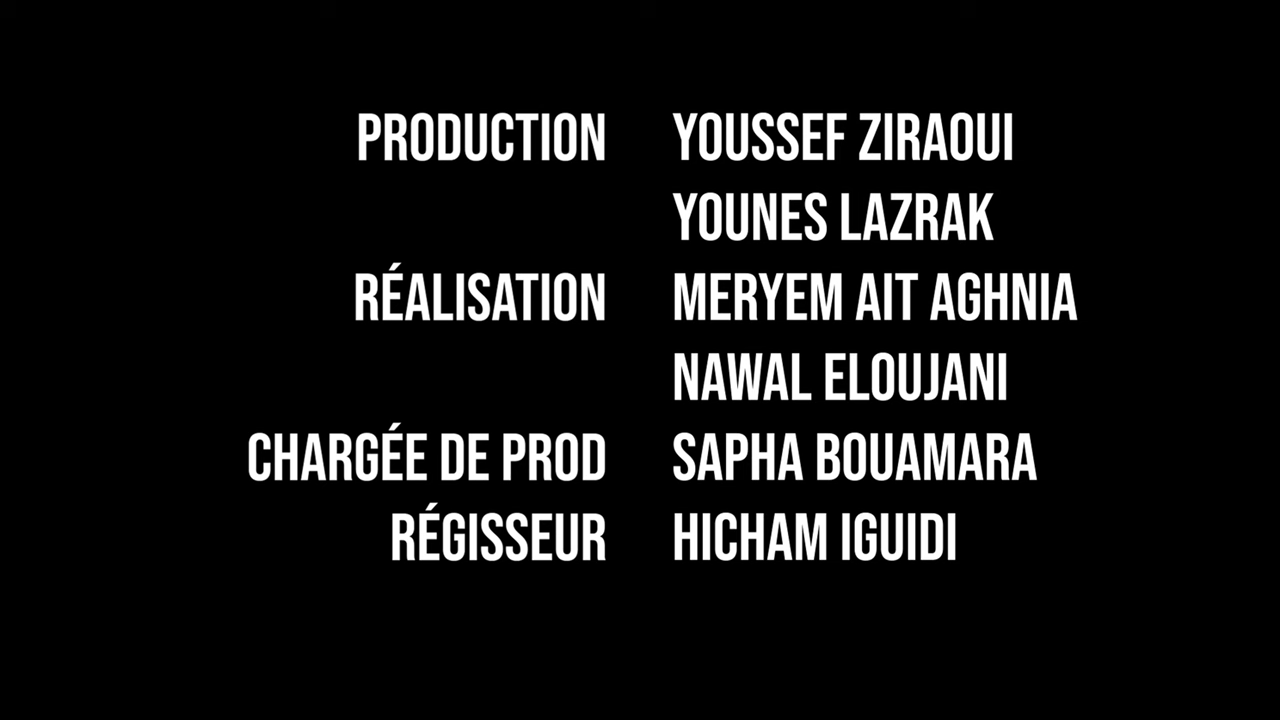 PRODUCTION YOUSSEF ZIRAOUI
YOUNES LAZRAK
RÉALISATION MERYEM AIT AGHNIA
NAWAL ELOUJANI
CHARGÉE DE PROD SAPHA BOUAMARA
RÉGISSEUR HICHAM IGUIDI